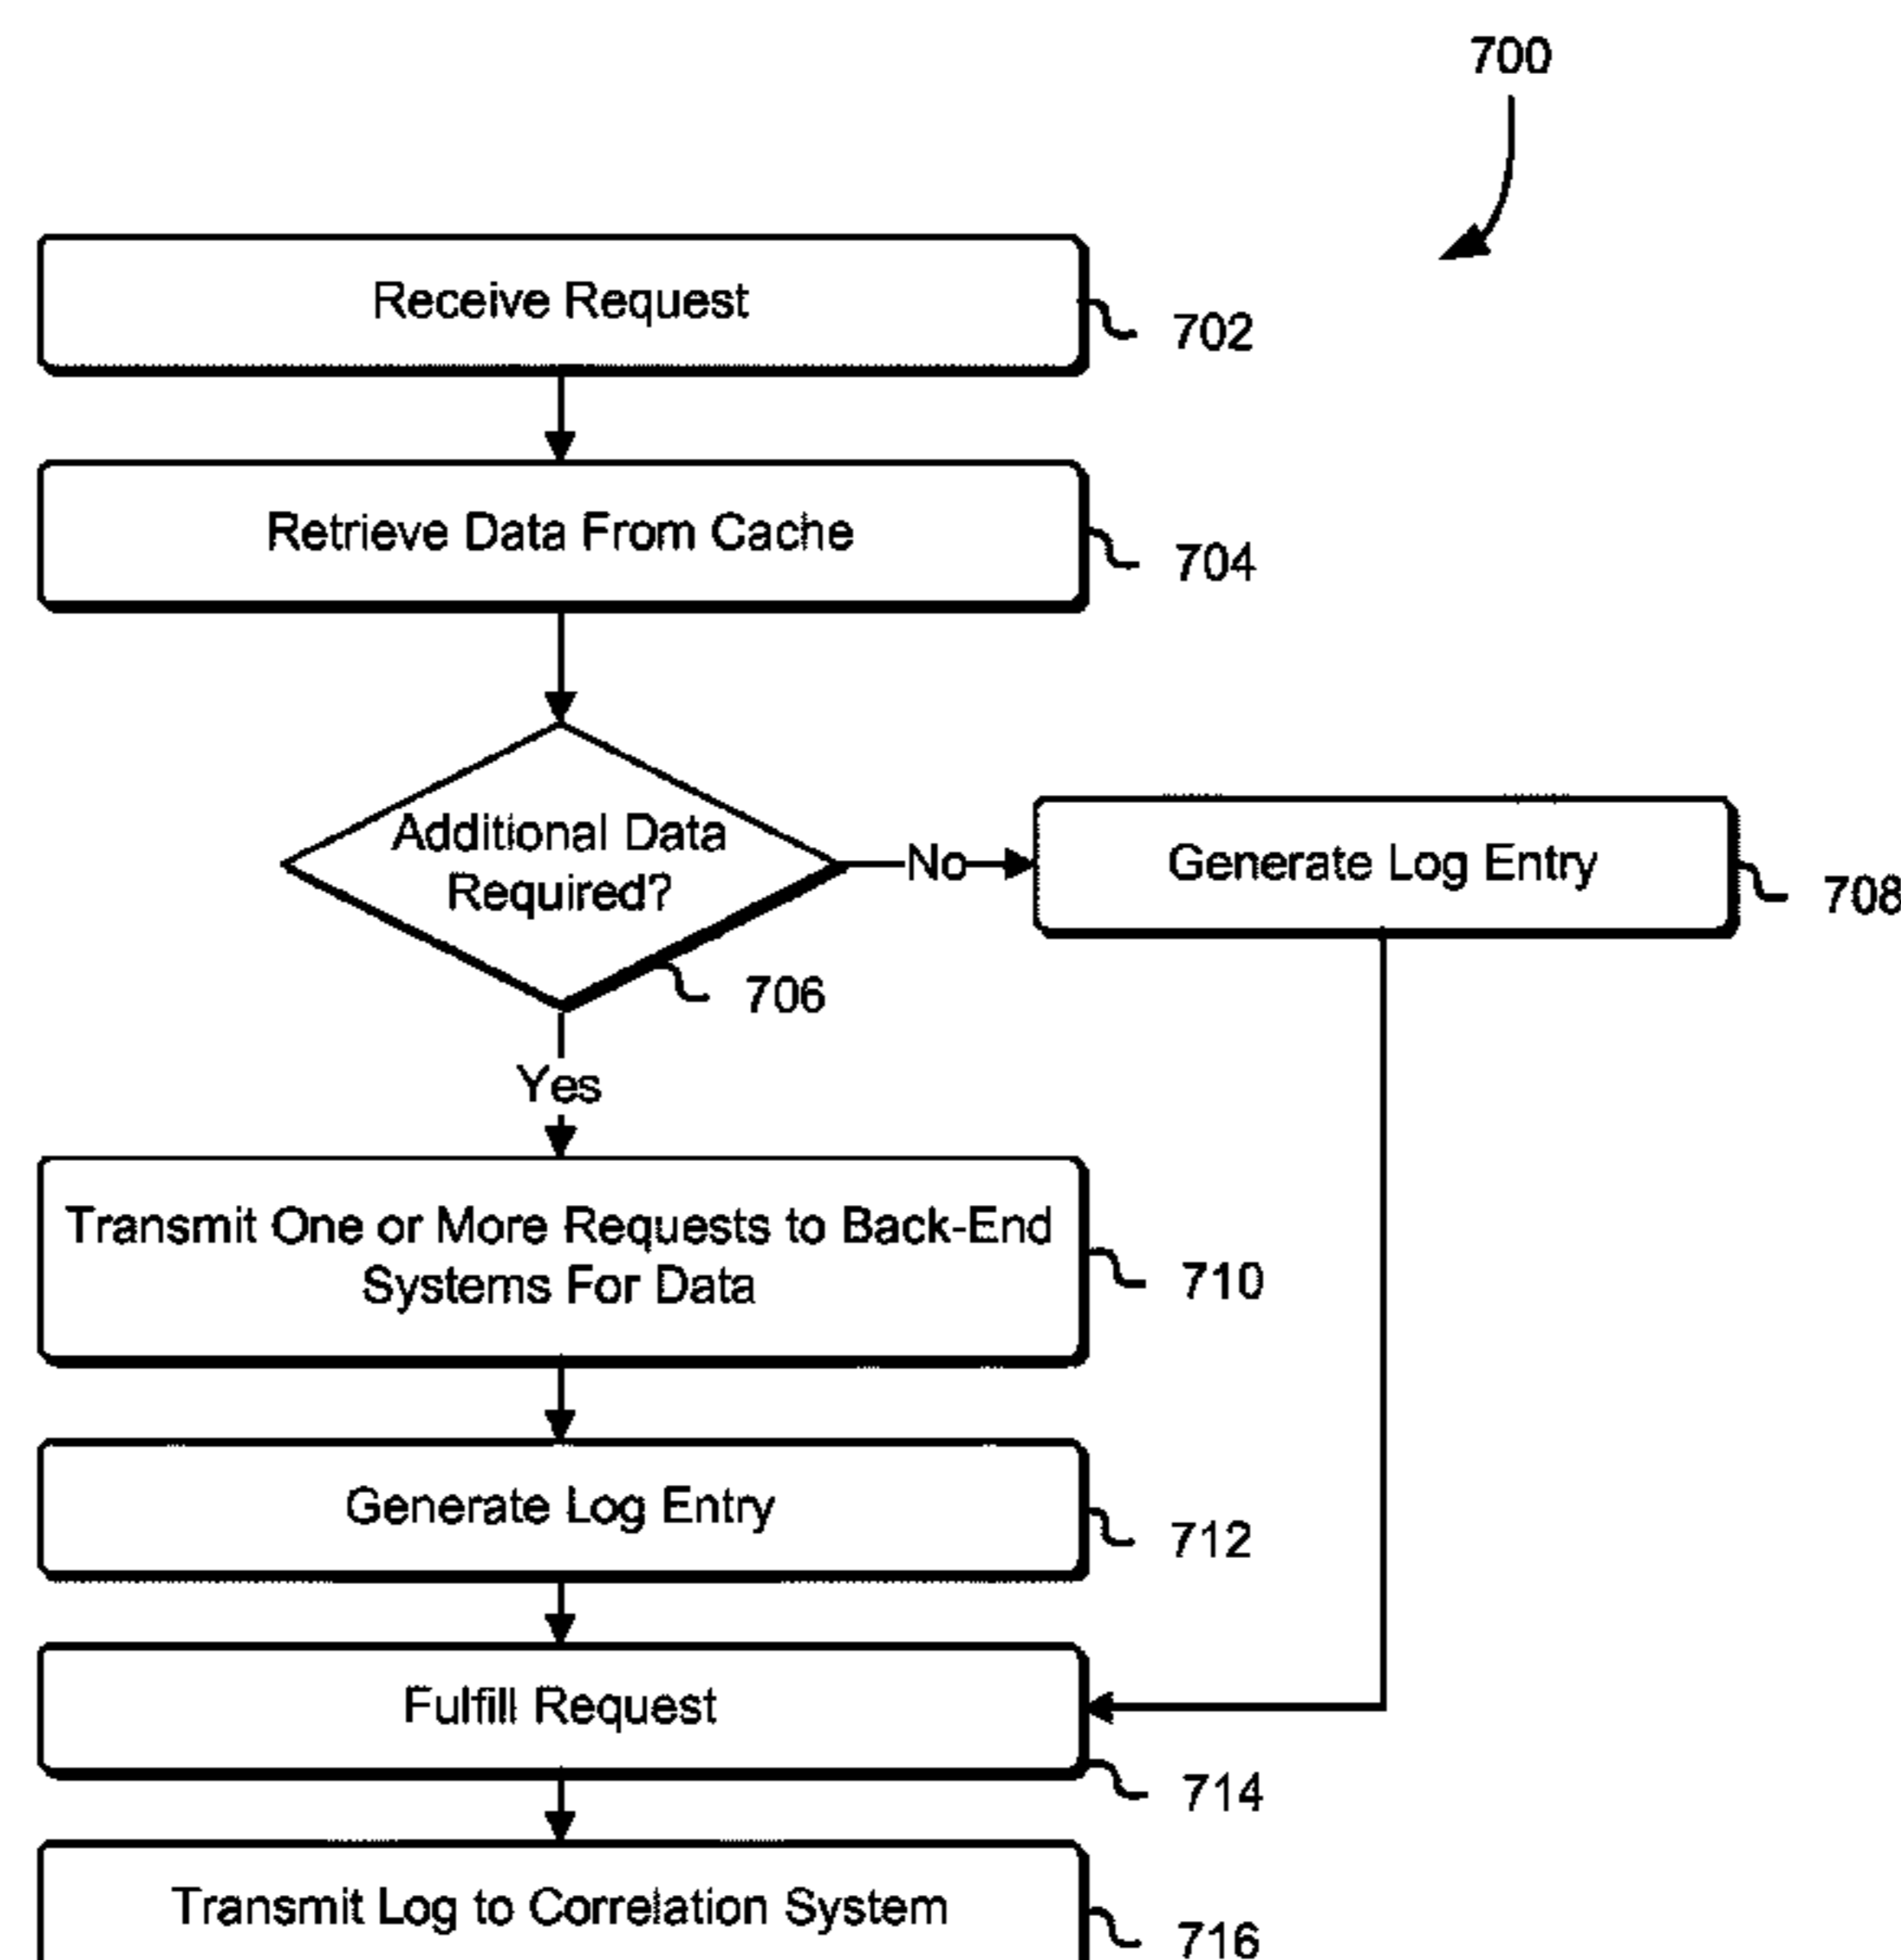 700
Receive Request
702
Retrieve Data From Cache
704
Additional Data
Required?
706
No
Generate Log Entry
708
Yes
Transmit One or More Requests to Back-End
Systems For Data
710
Generate Log Entry
712
Fulfill Request
714
Transmit Log to Correlation System
716